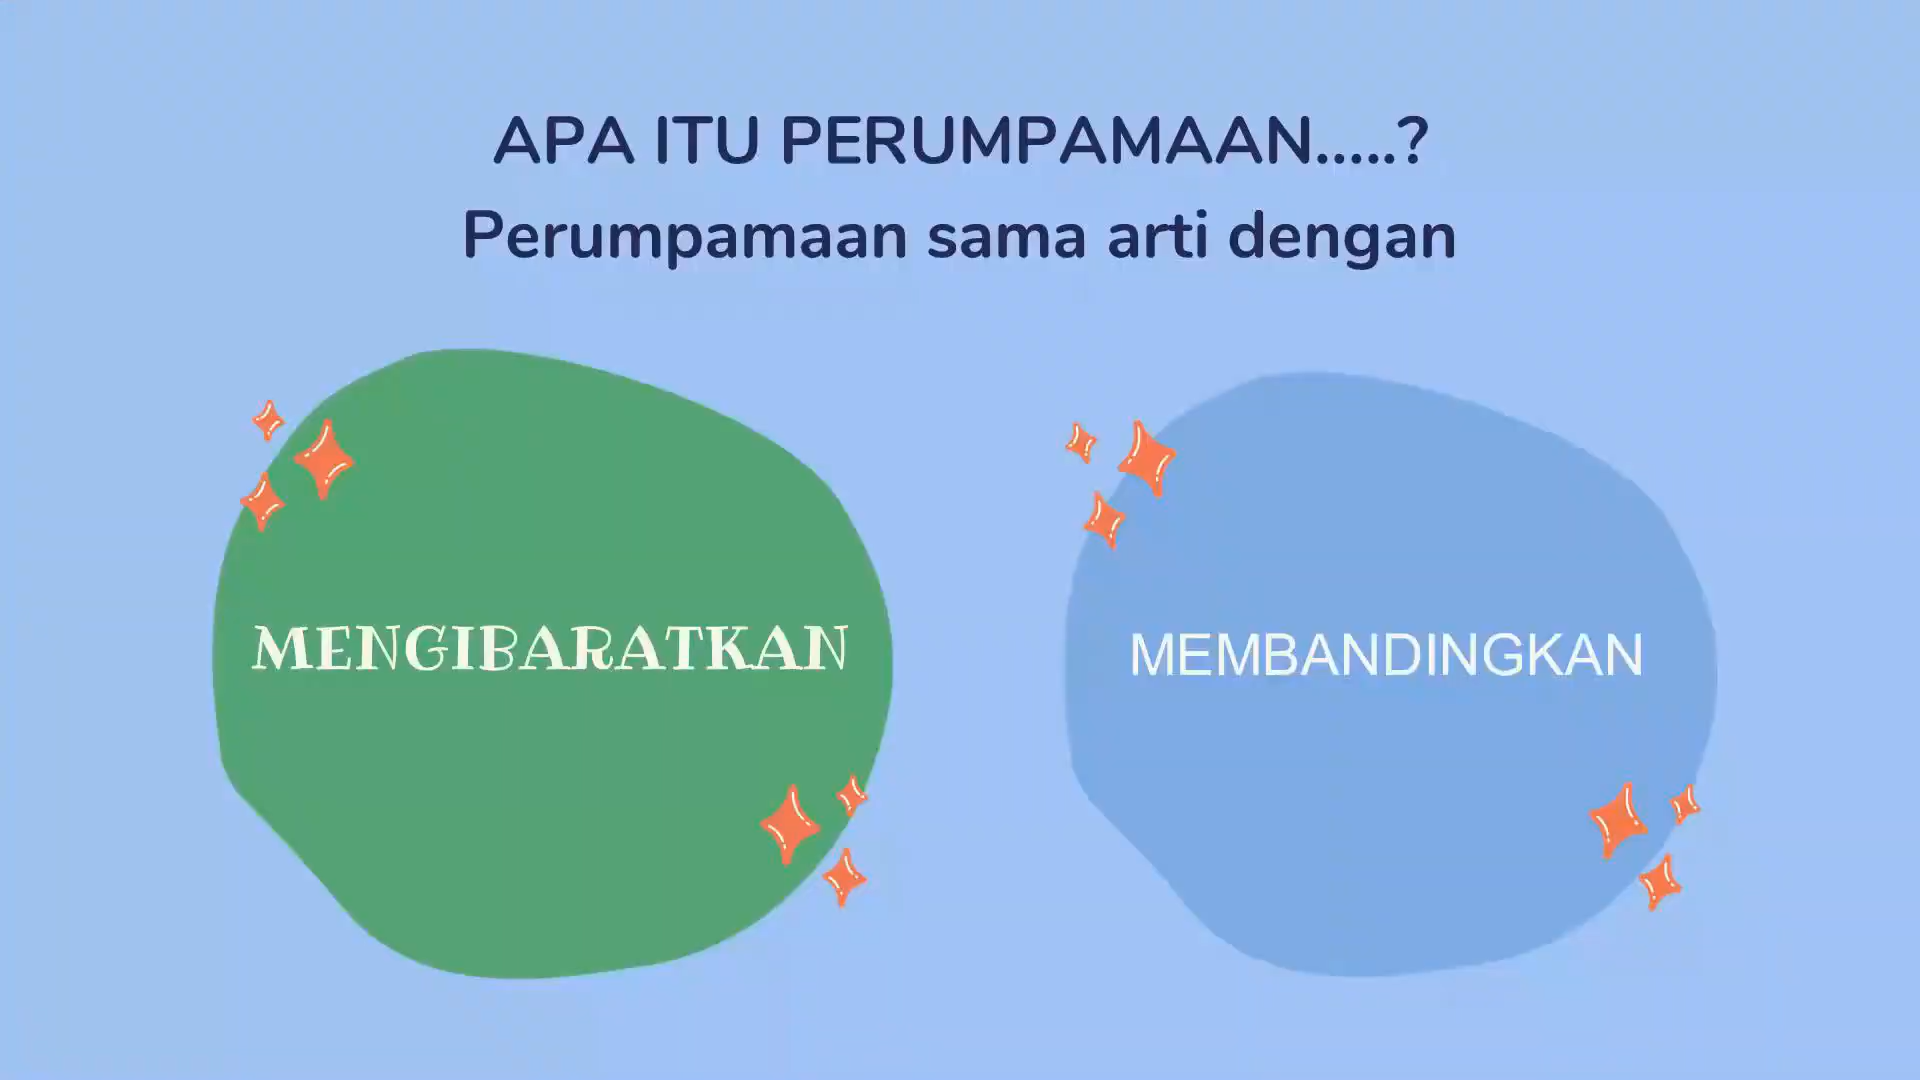 APA ITU PERUMPAMAAN.....?
Perumpamaan sama arti dengan
MENGIBARATKAN
MEMBANDINGKAN